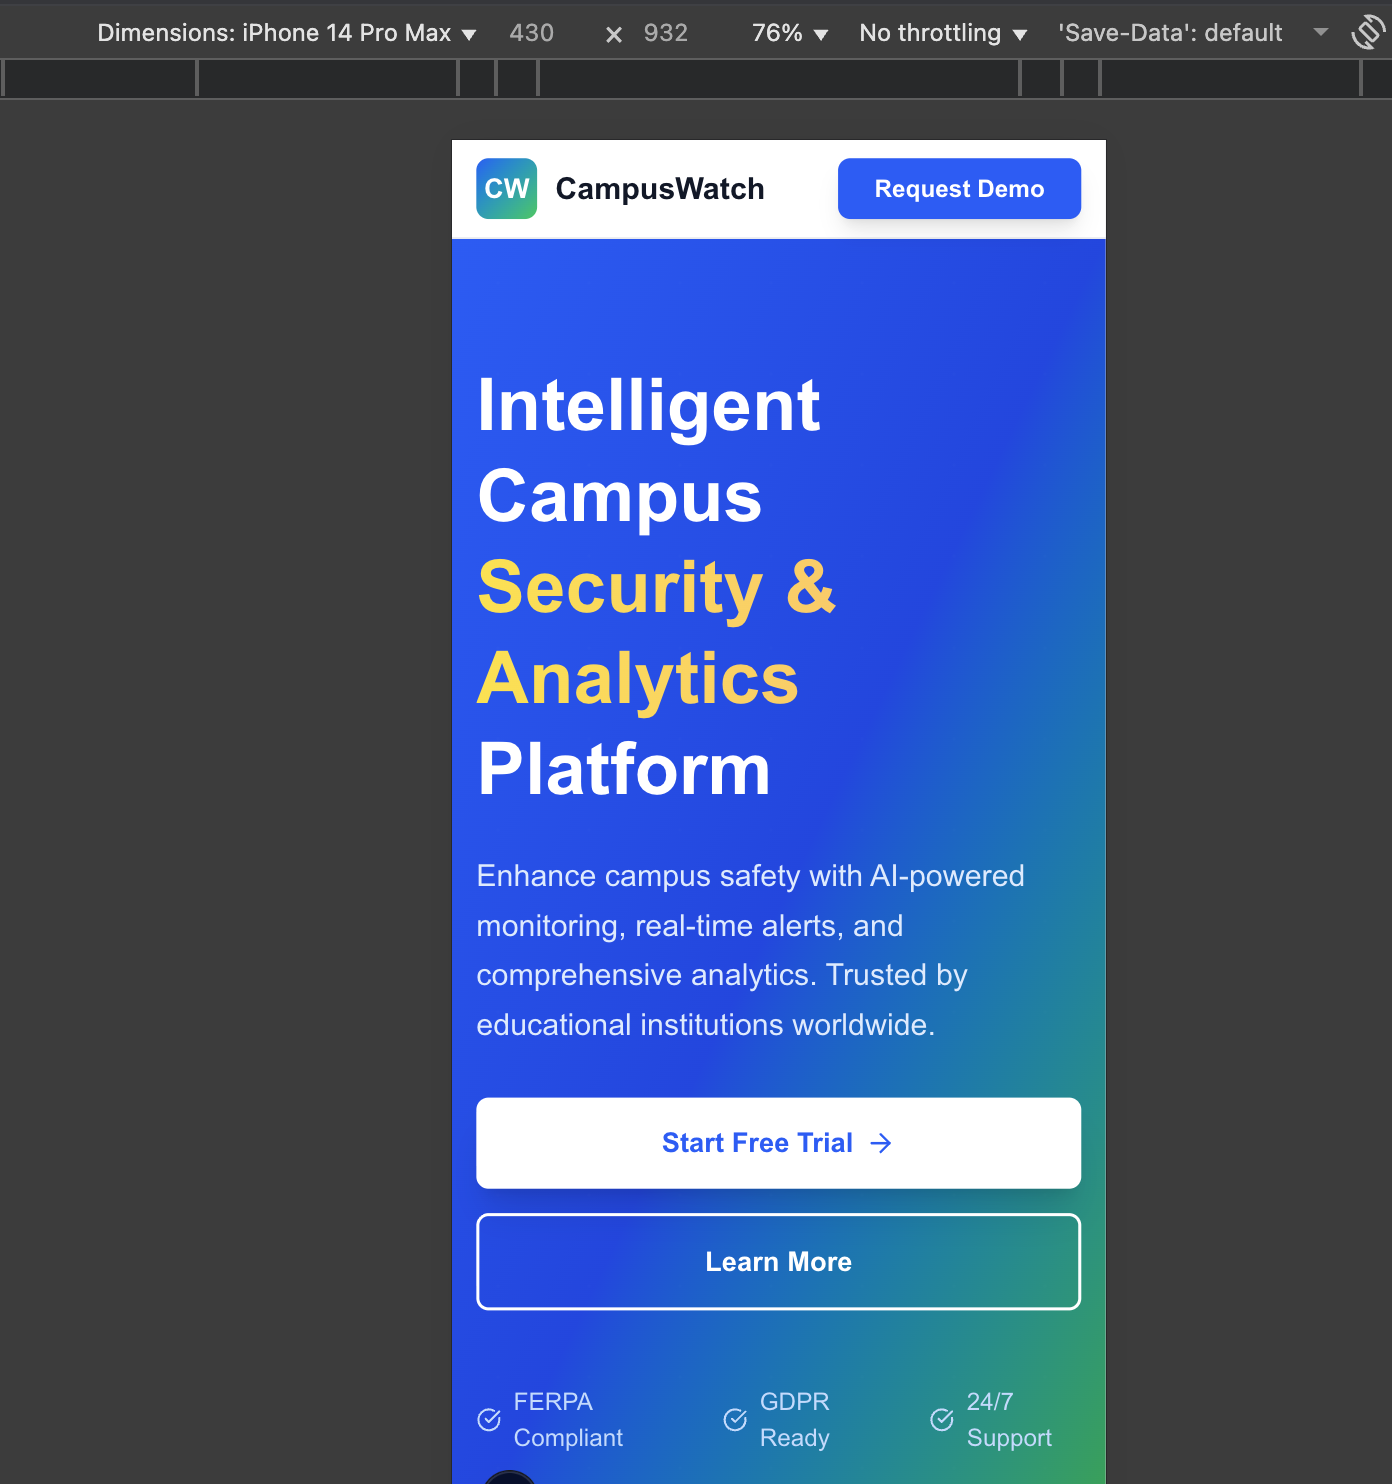 Dimensions: iPhone 14 Pro Max ▼ 430 × 932 76% ▼ No throttling ▼ 'Save-Data': default
CW CampusWatch Request Demo
Intelligent
Campus
Security &
Analytics
Platform
Enhance campus safety with AI-powered
monitoring, real-time alerts, and
comprehensive analytics. Trusted by
educational institutions worldwide.
Start Free Trial →
Learn More
FERPA
Compliant
GDPR
Ready
24/7
Support